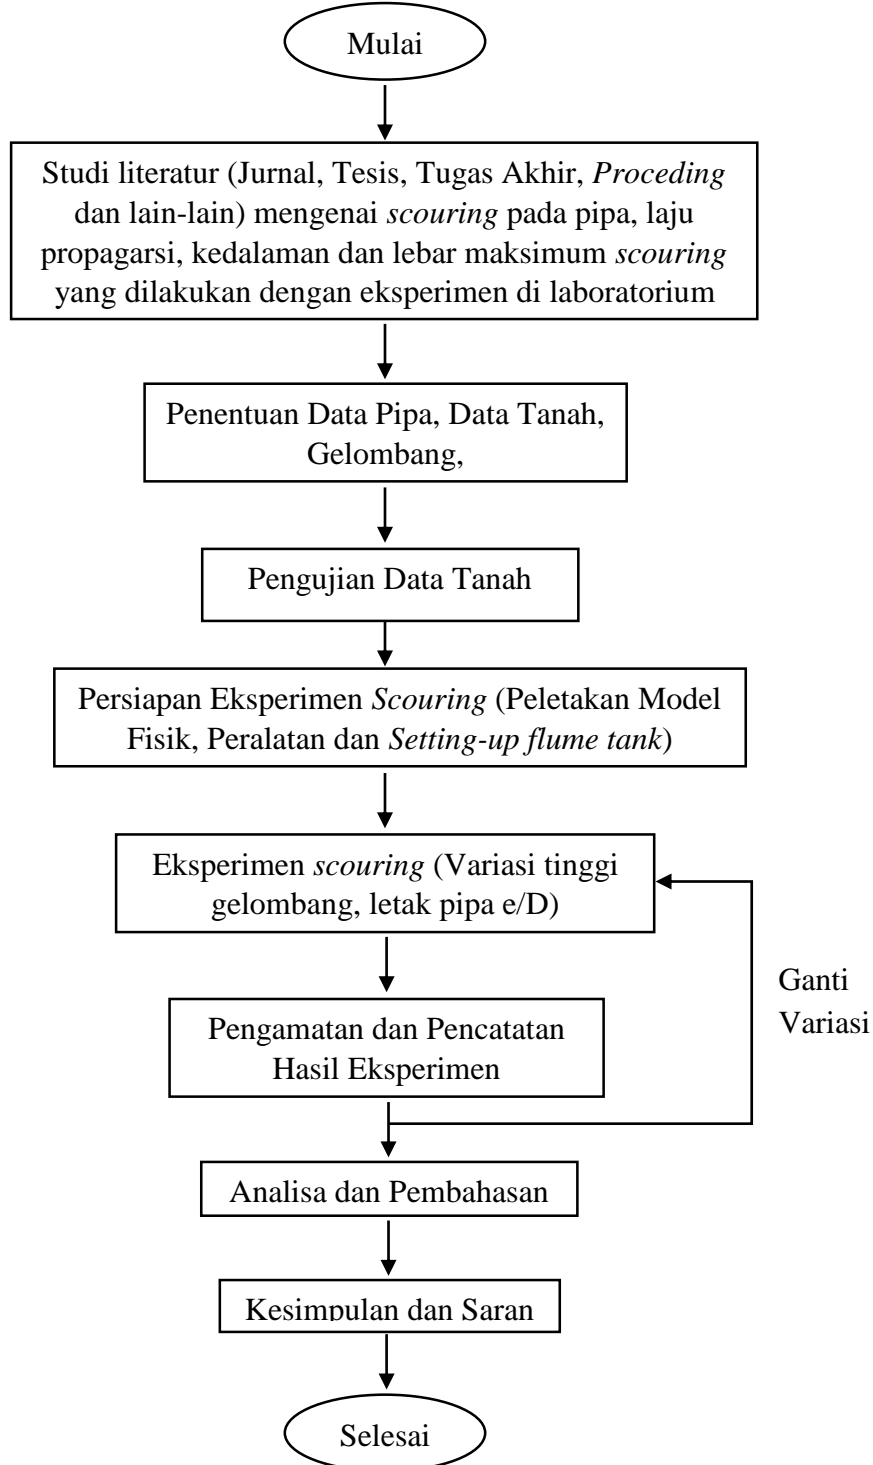 Mulai
Studi literatur (Jurnal, Tesis, Tugas Akhir, Proceding
dan lain-lain) mengenai scouring pada pipa, laju
propagarsi, kedalaman dan lebar maksimum scouring
yang dilakukan dengan eksperimen di laboratorium
Penentuan Data Pipa, Data Tanah,
Gelombang,
Pengujian Data Tanah
Persiapan Eksperimen Scouring (Peletakan Model
Fisik, Peralatan dan Setting-up flume tank)
Eksperimen scouring (Variasi tinggi
gelombang, letak pipa e/D)
Ganti
Variasi
Pengamatan dan Pencatatan
Hasil Eksperimen
Analisa dan Pembahasan
Kesimpulan dan Saran
Selesai